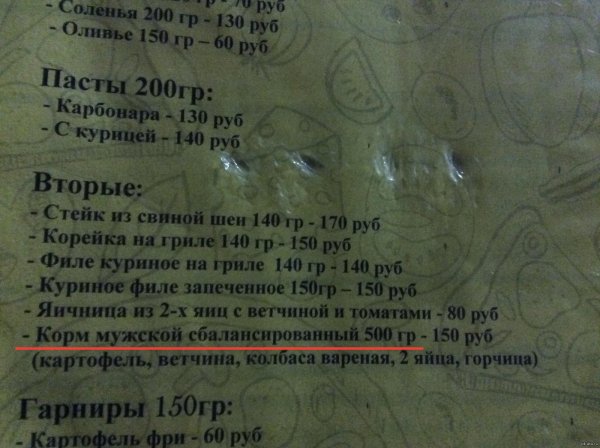 - 70 руб
- Соленья 200 гр - 130 руб
- Оливье 150 гр – 60 руб
Пасты 200гр:
- Карбонара - 130 руб
- С курицей - 140 руб
Вторые:
- Стейк из свиной шеи 140 гр - 170 руб
- Корейка на гриле 140 гр - 150 руб
- Филе куриное на гриле 140 гр - 140 руб
- Куриное филе запеченное 150гр – 150 руб
- Яичница из 2-х яиц с ветчиной и томатами - 80 руб
- Корм мужской сбалансированный 500 гр - 150 руб
(картофель, ветчина, колбаса вареная, 2 яйца, горчица)
Гарниры 150гр:
- Картофель фри - 60 руб